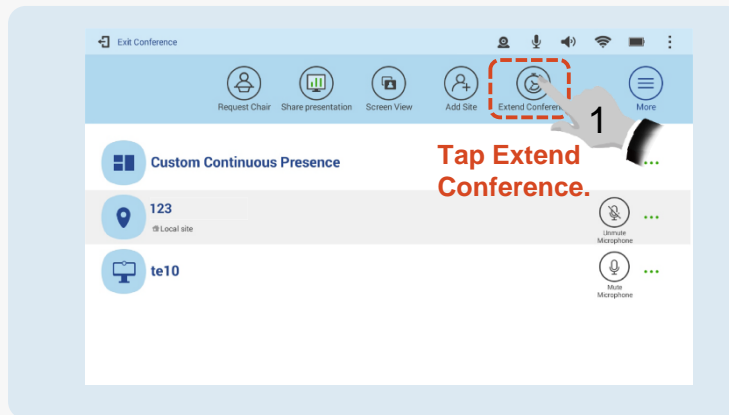 Exit Conference
Request Chair
Share presentation
Screen View
Add Site
Extend Conference
More
1
Tap Extend
Conference.
Custom Continuous Presence
123
Local site
Unmute
Microphone
te10
Mute
Microphone